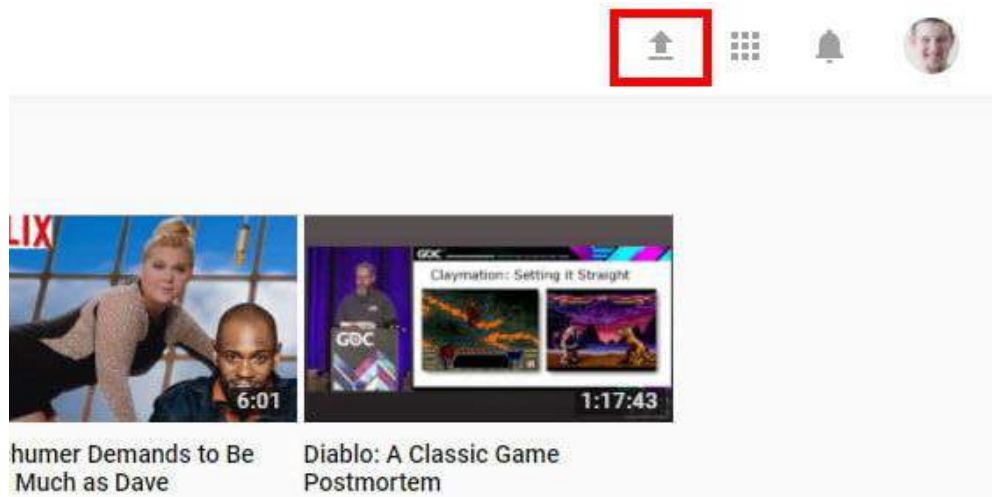 LIX
GDC
Claymation: Setting it Straight
GDC
6:01
1:17:43
humer Demands to Be
Much as Dave
Diablo: A Classic Game
Postmortem